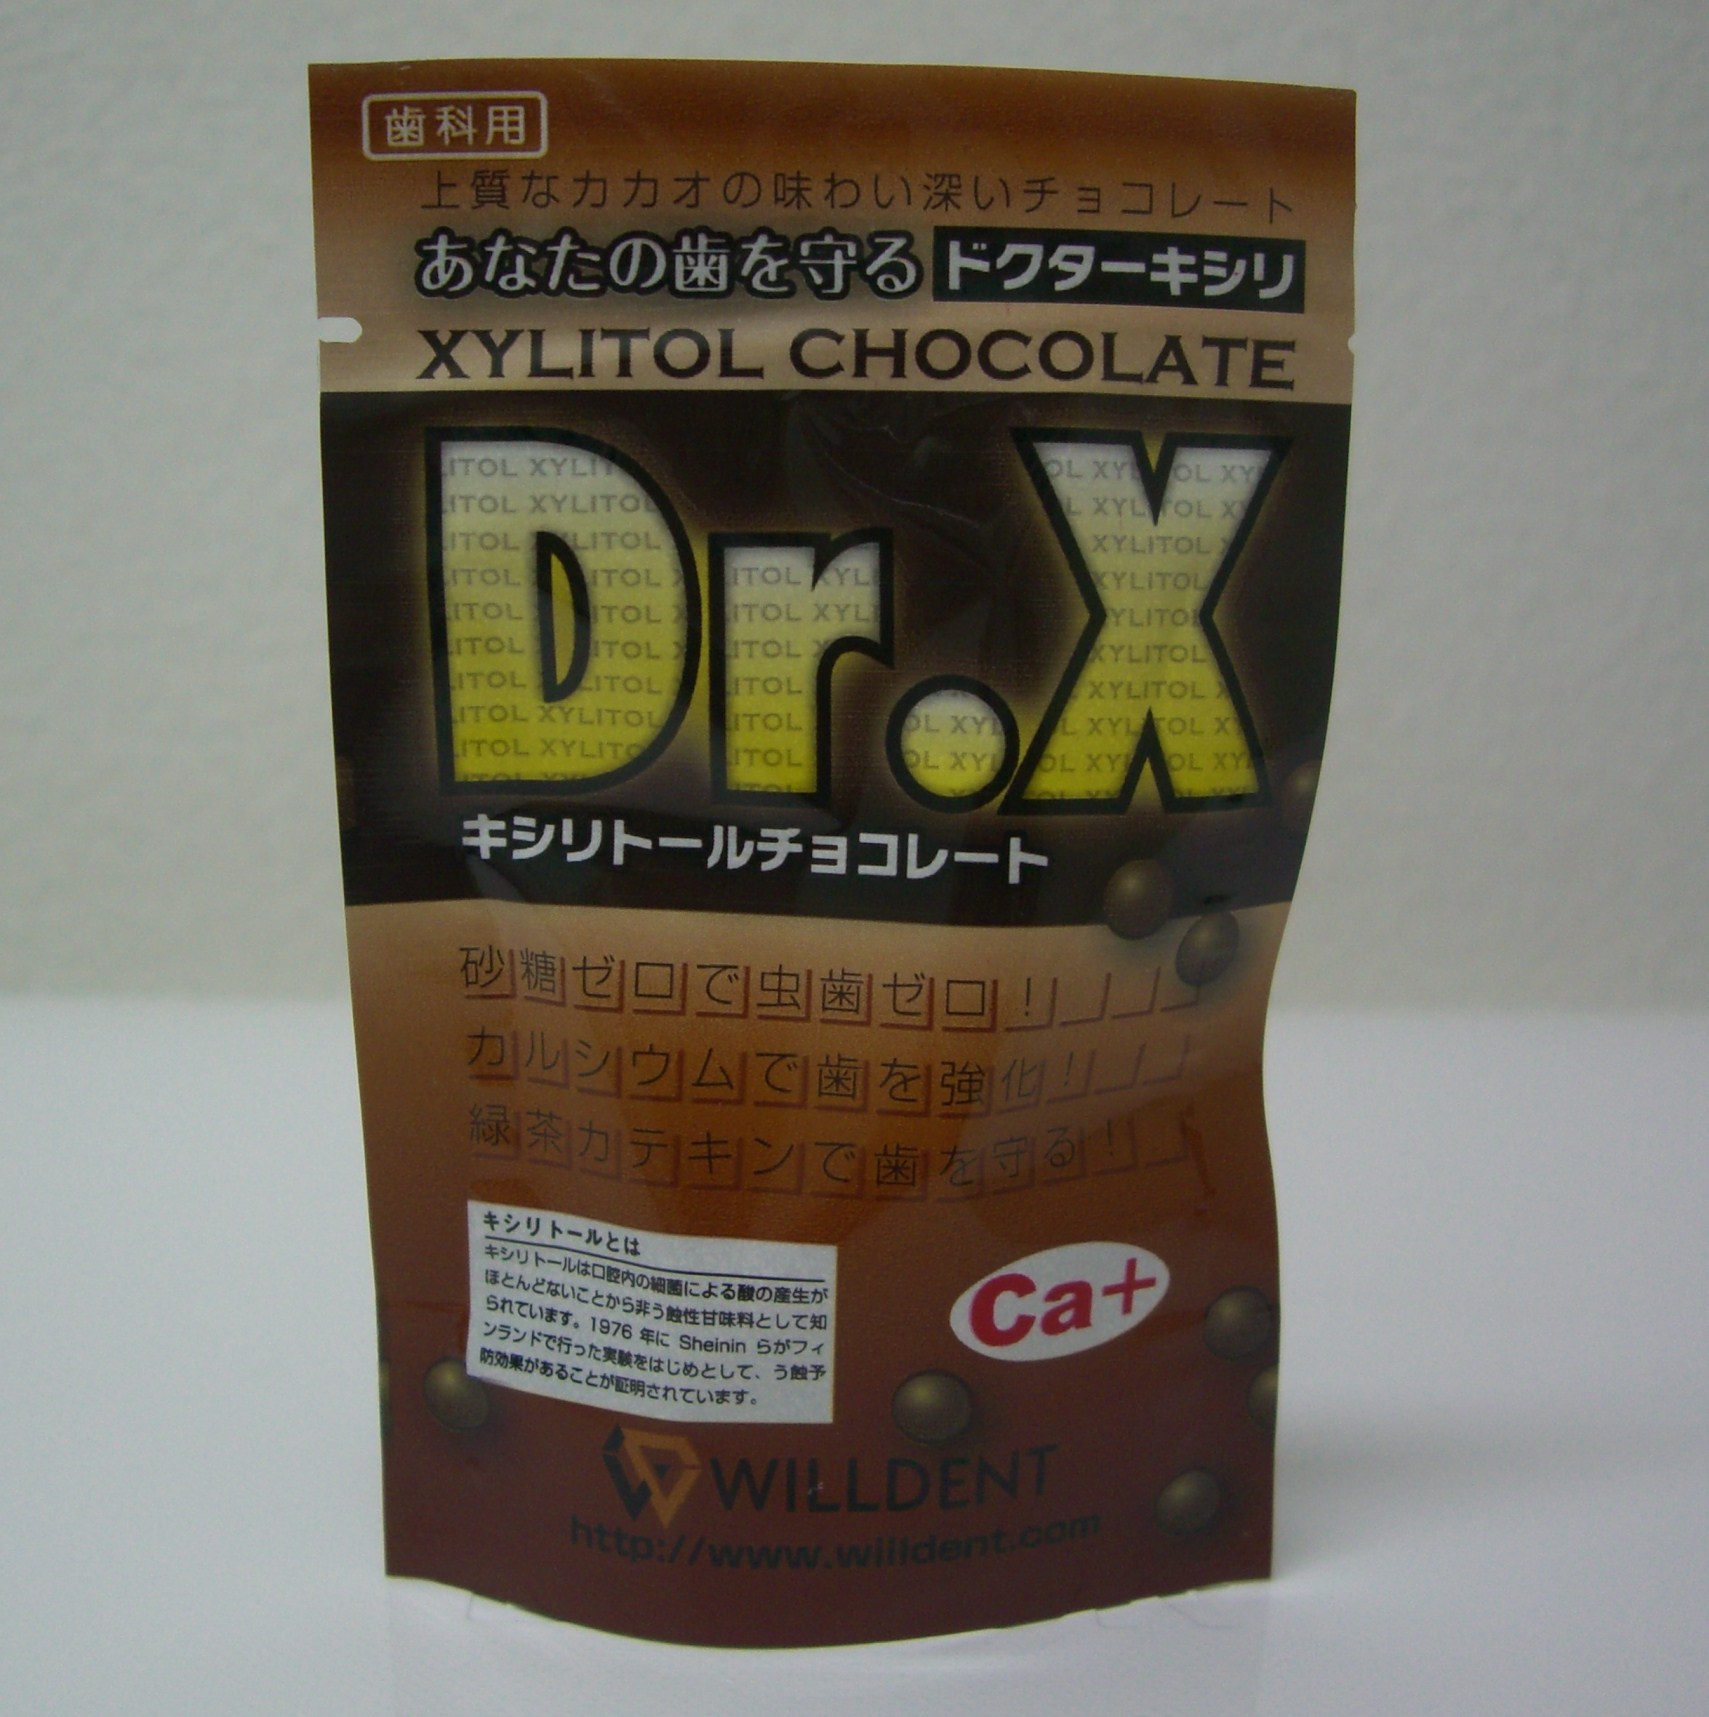 歯科用
上質なカカオの味わい深いチョコレート
あなたの歯を守る ドクターキシリ
XYLITOL CHOCOLATE
Dr.X
キシリトールチョコレート
砂糖ゼロで虫歯ゼロ!
カルシウムで歯を強化!
緑茶カテキンで歯を守る!
キシリトールとは
キシリトールは口腔内の細菌による酸の産生が
ほとんどないことから非う蝕性甘味料として知
られています。1976 年に Sheinin らがフィ
ンランドで行った実験をはじめとして、う蝕予
防効果があることが証明されています。
Ca+
WILLDENT
http://www.willdent.com